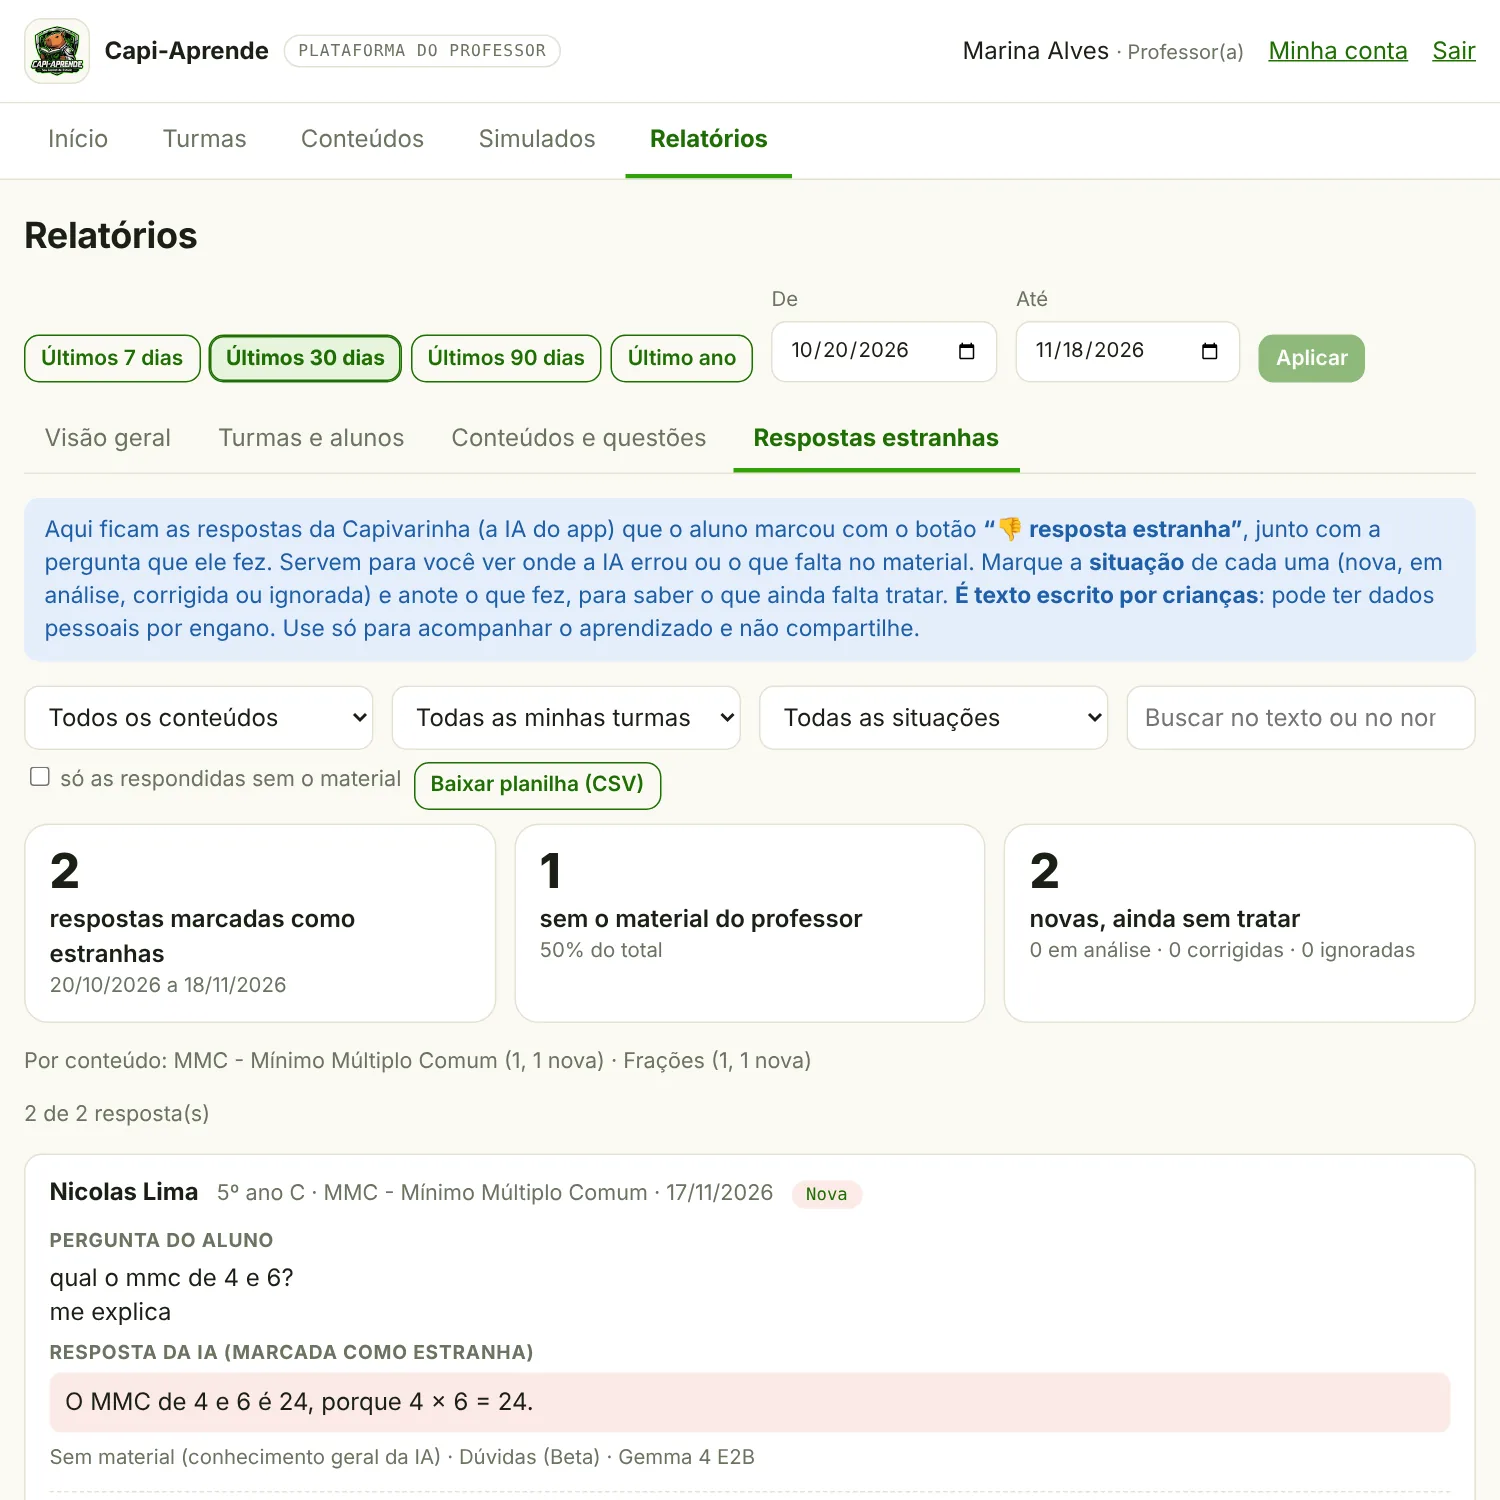 CAPI-APRENDE
Capi-Aprende
PLATAFORMA DO PROFESSOR
Marina Alves · Professor(a)
Minha conta
Sair
Início
Turmas
Conteúdos
Simulados
Relatórios
Relatórios
De
Até
Últimos 7 dias
Últimos 30 dias
Últimos 90 dias
Último ano
10/20/2026
11/18/2026
Aplicar
Visão geral
Turmas e alunos
Conteúdos e questões
Respostas estranhas
Aqui ficam as respostas da Capivarinha (a IA do app) que o aluno marcou com o botão “👎 resposta estranha”, junto com a
pergunta que ele fez. Servem para você ver onde a IA errou ou o que falta no material. Marque a situação de cada uma (nova, em
análise, corrigida ou ignorada) e anote o que fez, para saber o que ainda falta tratar. É texto escrito por crianças: pode ter dados
pessoais por engano. Use só para acompanhar o aprendizado e não compartilhe.
Todos os conteúdos
Todas as minhas turmas
Todas as situações
Buscar no texto ou no nor
só as respondidas sem o material
Baixar planilha (CSV)
2
respostas marcadas como
estranhas
20/10/2026 a 18/11/2026
1
sem o material do professor
50% do total
2
novas, ainda sem tratar
0 em análise · 0 corrigidas · 0 ignoradas
Por conteúdo: MMC - Mínimo Múltiplo Comum (1, 1 nova) · Frações (1, 1 nova)
2 de 2 resposta(s)
Nicolas Lima 5º ano C · MMC - Mínimo Múltiplo Comum · 17/11/2026 Nova
PERGUNTA DO ALUNO
qual o mmc de 4 e 6?
me explica
RESPOSTA DA IA (MARCADA COMO ESTRANHA)
O MMC de 4 e 6 é 24, porque 4 × 6 = 24.
Sem material (conhecimento geral da IA) · Dúvidas (Beta) · Gemma 4 E2B